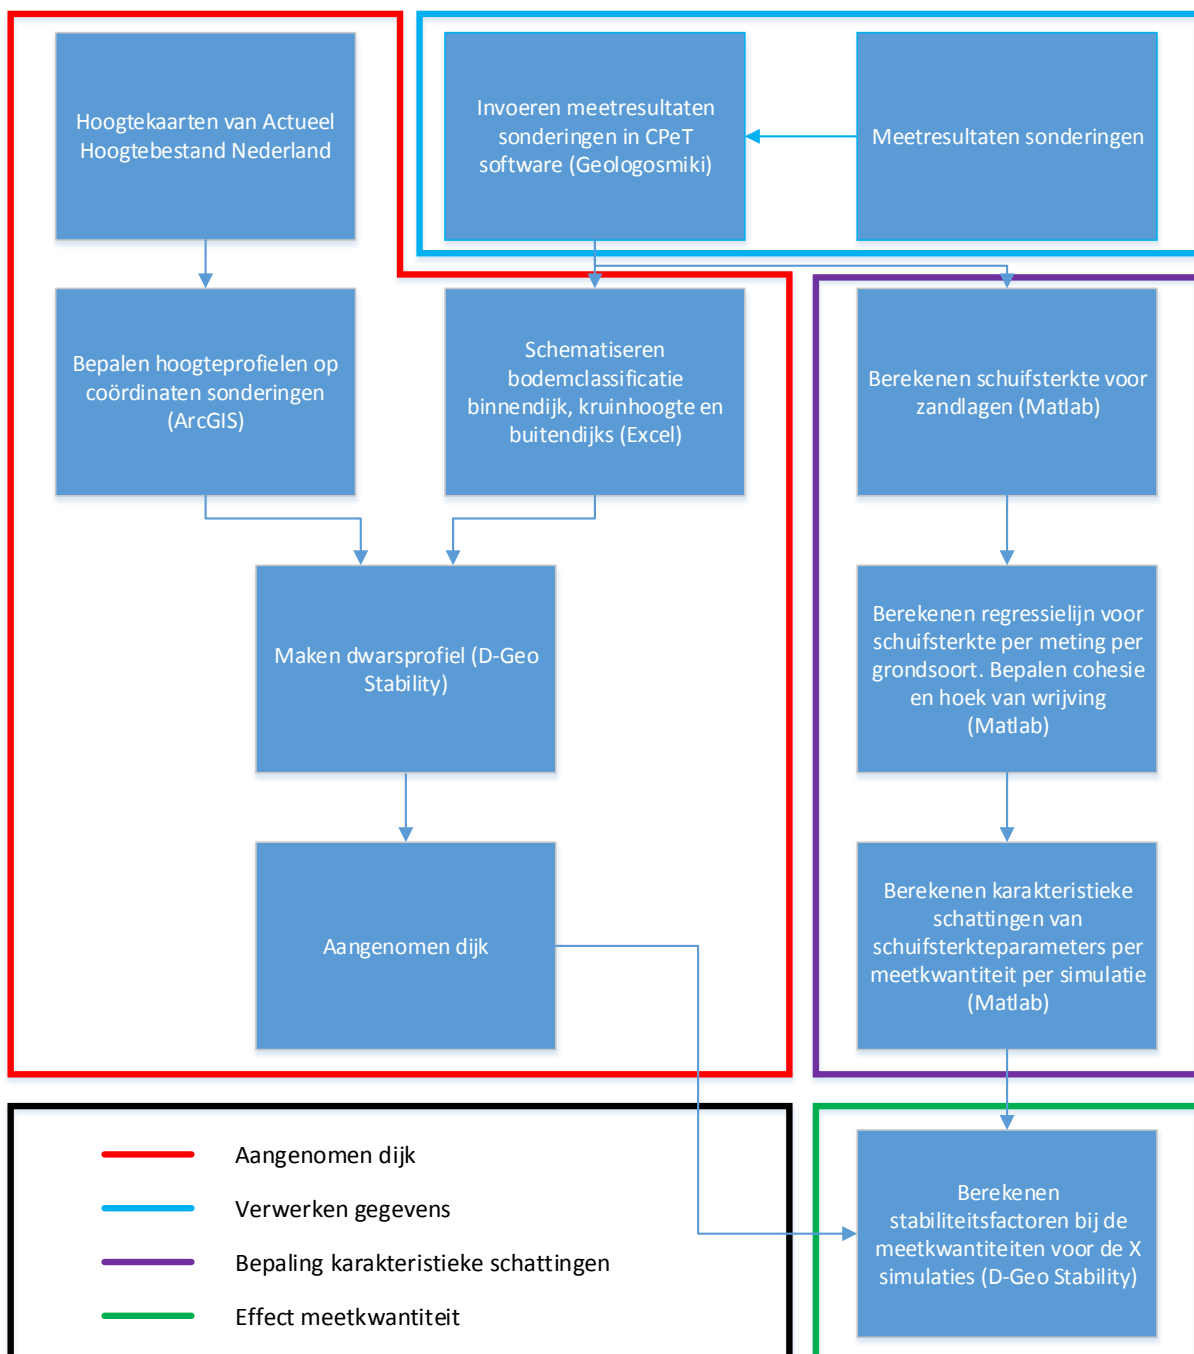 Hoogtekaarten van Actueel
Hoogtebestand Nederland
Invoeren meetresultaten
sonderingen in CPeT
software (Geologosmiki)
Meetresultaten sonderingen
Bepalen hoogteprofielen op
coördinaten sonderingen
(ArcGIS)
Schematiseren
bodemclassificatie
binnendijk, kruinhoogte en
buitendijks (Excel)
Berekenen schuifsterkte voor
zandlagen (Matlab)
Maken dwarsprofiel (D-Geo
Stability)
Berekenen regressielijn voor
schuifsterkte per meting per
grondsoort. Bepalen cohesie
en hoek van wrijving
(Matlab)
Aangenomen dijk
Berekenen karakteristieke
schattingen van
schuifsterkteparameters per
meetkwantiteit per simulatie
(Matlab)
Aangenomen dijk
Verwerken gegevens
Bepaling karakteristieke schattingen
Effect meetkwantiteit
Berekenen
stabiliteitsfactoren bij de
meetkwantiteiten voor de X
simulaties (D-Geo Stability)